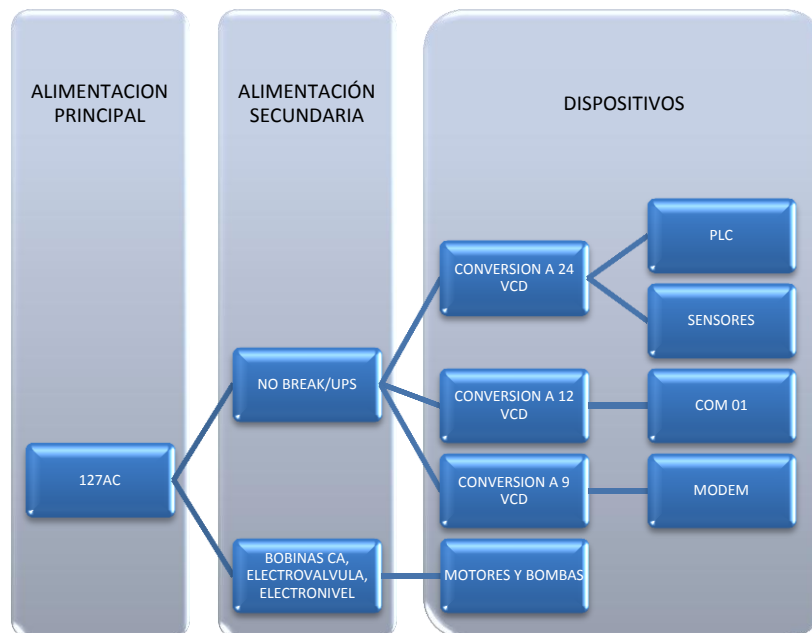 ALIMENTACION
PRINCIPAL
ALIMENTACIÓN
SECUNDARIA
DISPOSITIVOS
127AC
NO BREAK/UPS
BOBINAS CA,
ELECTROVALVULA,
ELECTRONIVEL
CONVERSION A 24
VCD
CONVERSION A 12
VCD
CONVERSION A 9
VCD
MOTORES Y BOMBAS
PLC
SENSORES
COM 01
MODEM